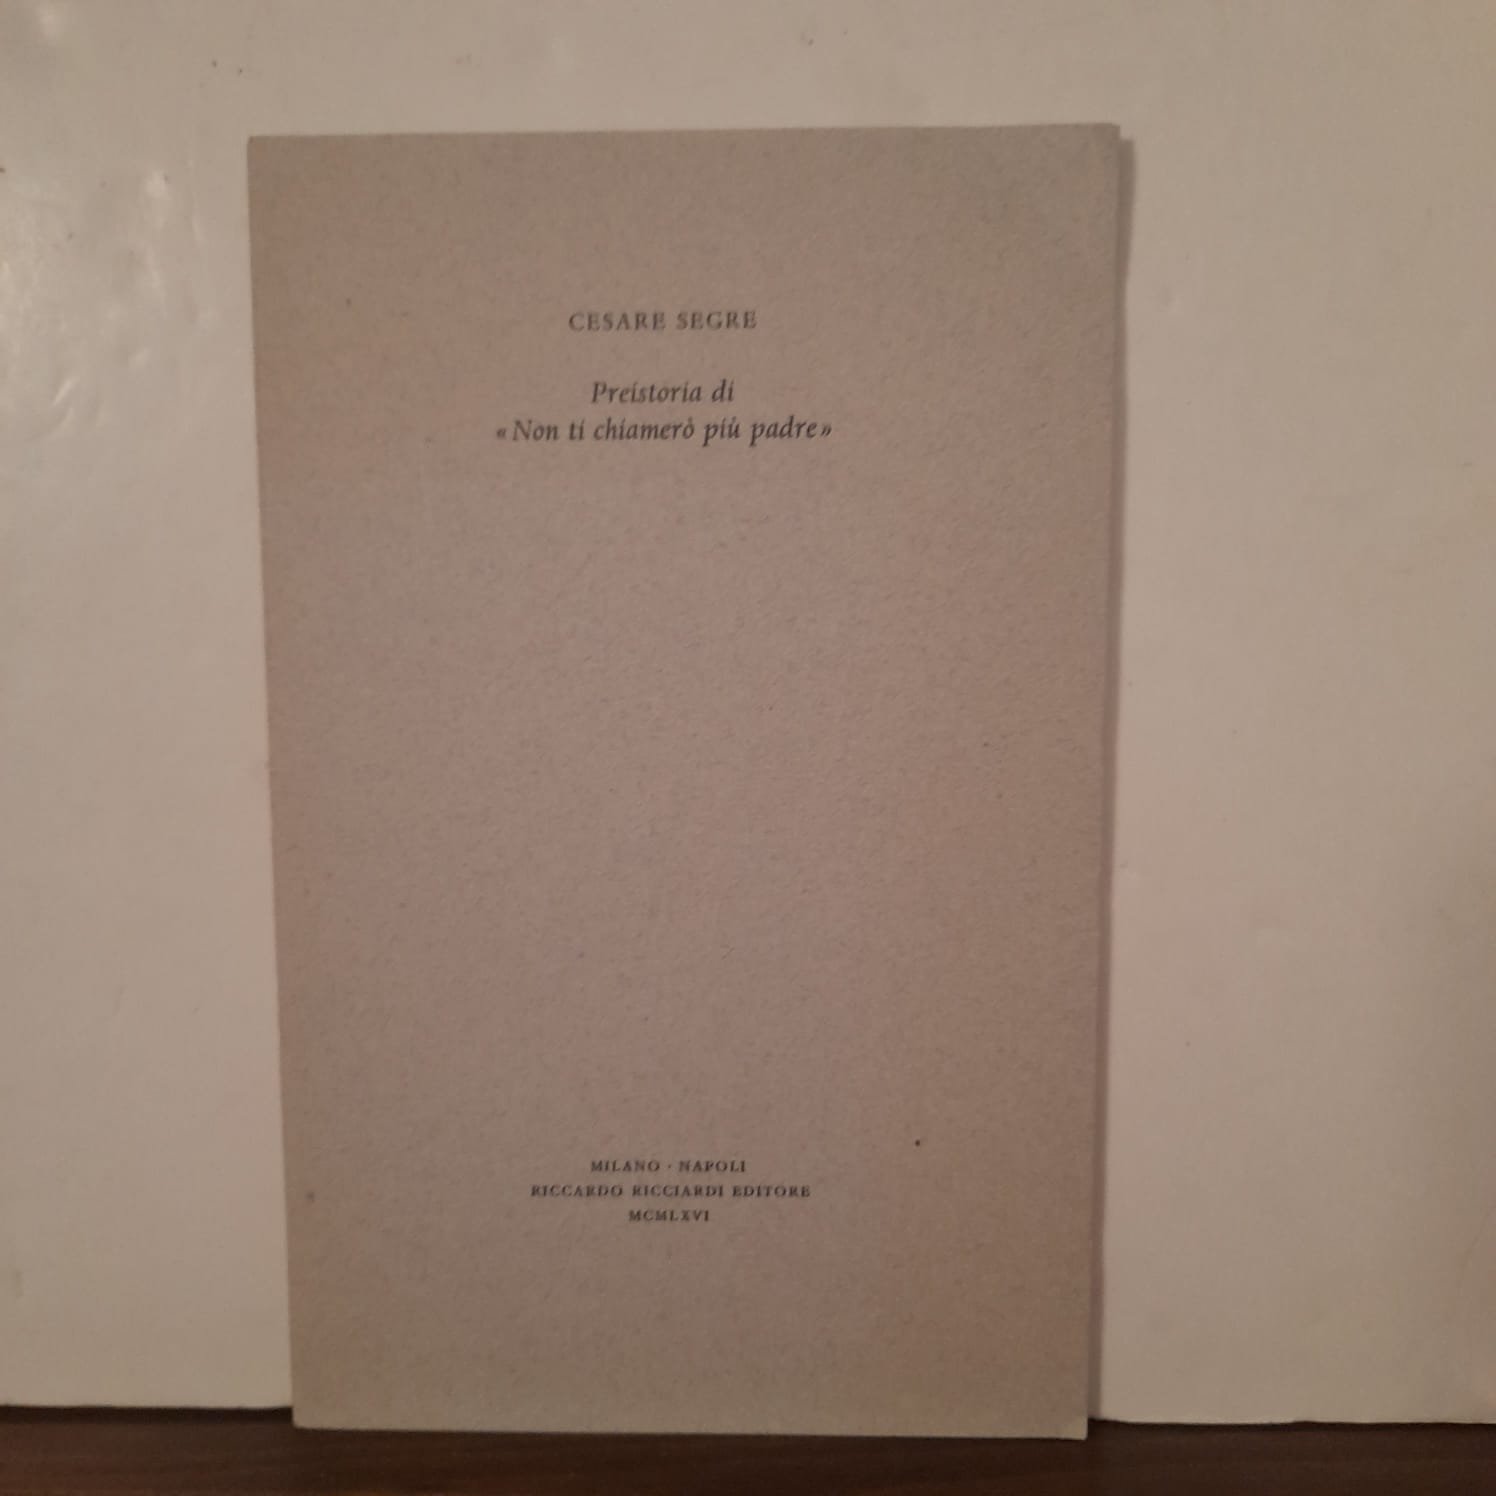 CESARE SEGRE
Preistoria di
«Non ti chiamerò più padre»
MILANO · NAPOLI
RICCARDO RICCIARDI EDITORE
MCMLXVI